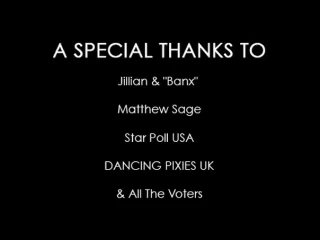 A SPECIAL THANKS TO
Jillian & "Banx"
Matthew Sage
Star Poll USA
DANCING PIXIES UK
& All The Voters